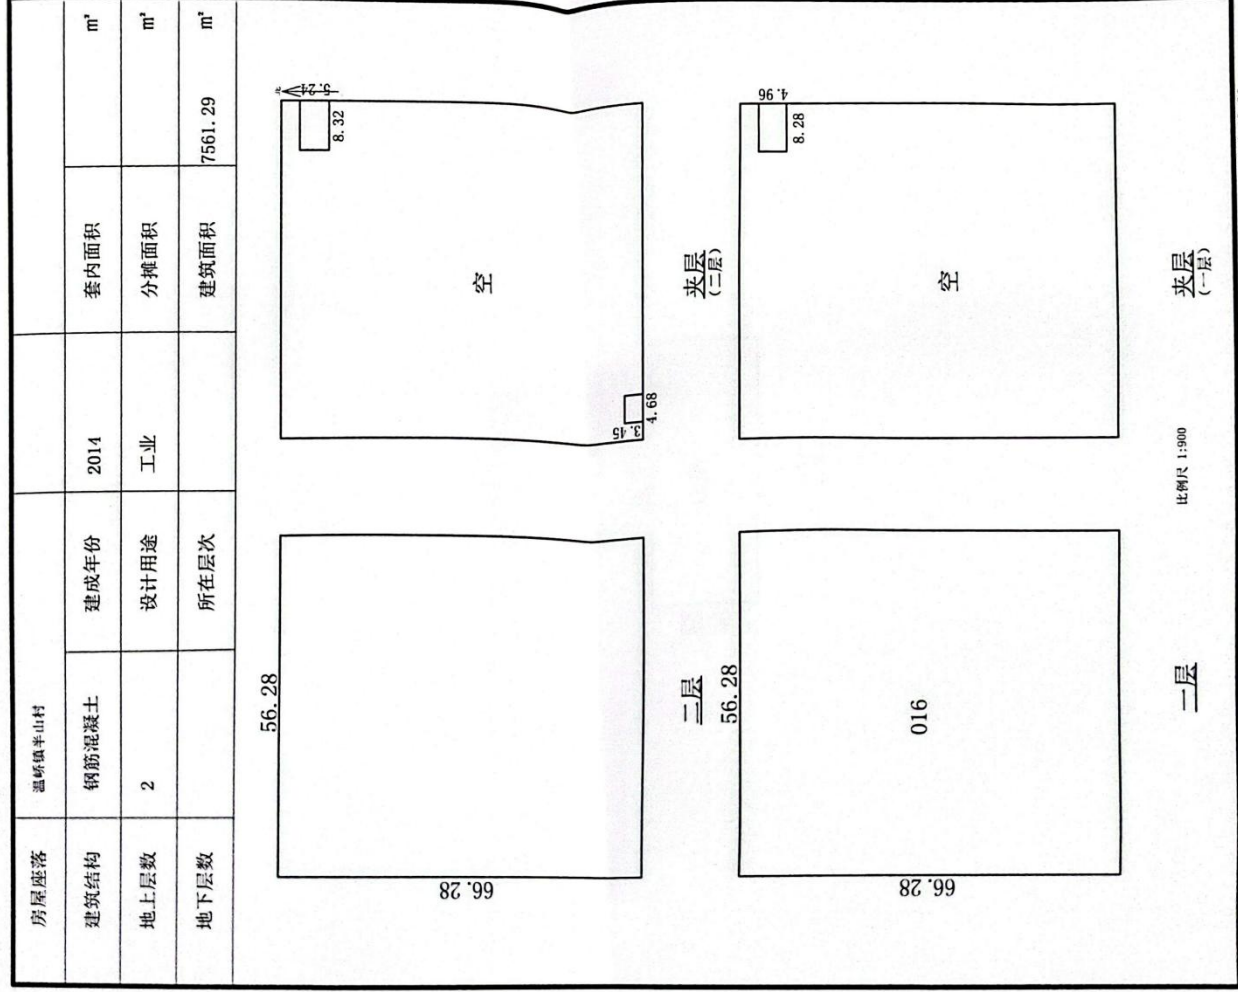 房屋座落 温峤镇半山村
建筑结构 钢筋混凝土 建成年份 2014 套内面积 m²
地上层数 2 设计用途 工业 分摊面积 m²
地下层数 所在层次 建筑面积 7561.29 m²
56.28
66.28
二层
5.24
8.32
空
3.45
4.68
夹层
(二层)
56.28
66.28
016
一层
4.96
8.28
空
夹层
(一层)
比例尺 1:900